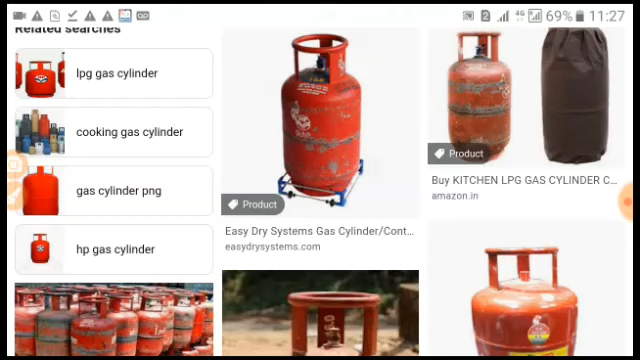 4G
69% 11:27
Related searches
lpg gas cylinder
cooking gas cylinder
gas cylinder png
hp gas cylinder
Product
Easy Dry Systems Gas Cylinder/Cont...
easydrysystems.com
Product
Buy KITCHEN LPG GAS CYLINDER C...
amazon.in